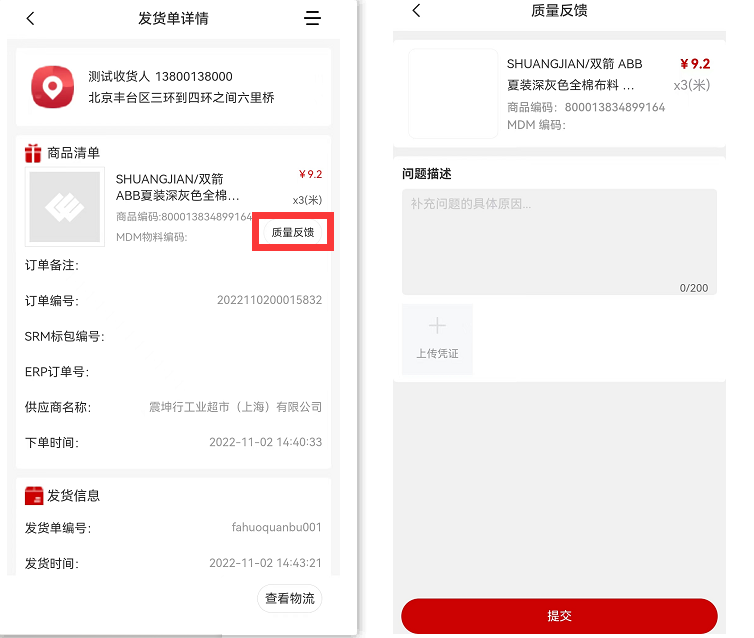 发货单详情
测试收货人 13800138000
北京丰台区三环到四环之间六里桥
商品清单
SHUANGJIAN/双箭
¥9.2
ABB夏装深灰色全棉...
x3(米)
商品编码:800013834899164
MDM物料编码:
质量反馈
订单备注:
订单编号:
2022110200015832
SRM标包编号:
ERP订单号:
供应商名称:
震坤行工业超市（上海）有限公司
下单时间:
2022-11-02 14:40:33
发货信息
发货单编号:
fahuoquanbu001
发货时间:
2022-11-02 14:43:21
查看物流
质量反馈
SHUANGJIAN/双箭 ABB
¥9.2
夏装深灰色全棉布料 ...
x3(米)
商品编码：800013834899164
MDM 编码：
问题描述
补充问题的具体原因...
0/200
上传凭证
提交